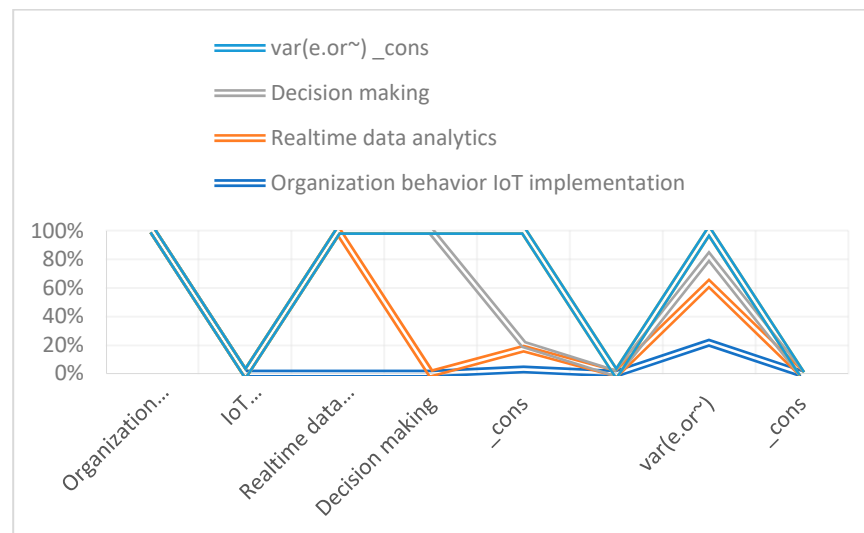 var(e.or~) _cons
Decision making
Realtime data analytics
Organization behavior IoT implementation
100%
80%
60%
40%
20%
0%
Organization...
IoT...
Realtime data...
Decision making
_cons
var(e.or~)
_cons